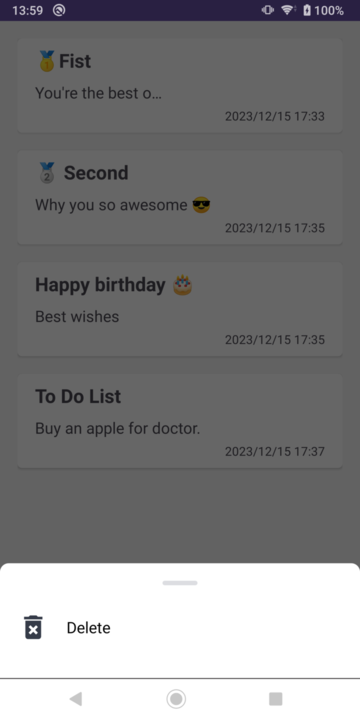 13:59
100%
🥇Fist
You're the best o…
2023/12/15 17:33
🥈 Second
Why you so awesome 😎
2023/12/15 17:35
Happy birthday 🎂
Best wishes
2023/12/15 17:35
To Do List
Buy an apple for doctor.
2023/12/15 17:37
Delete